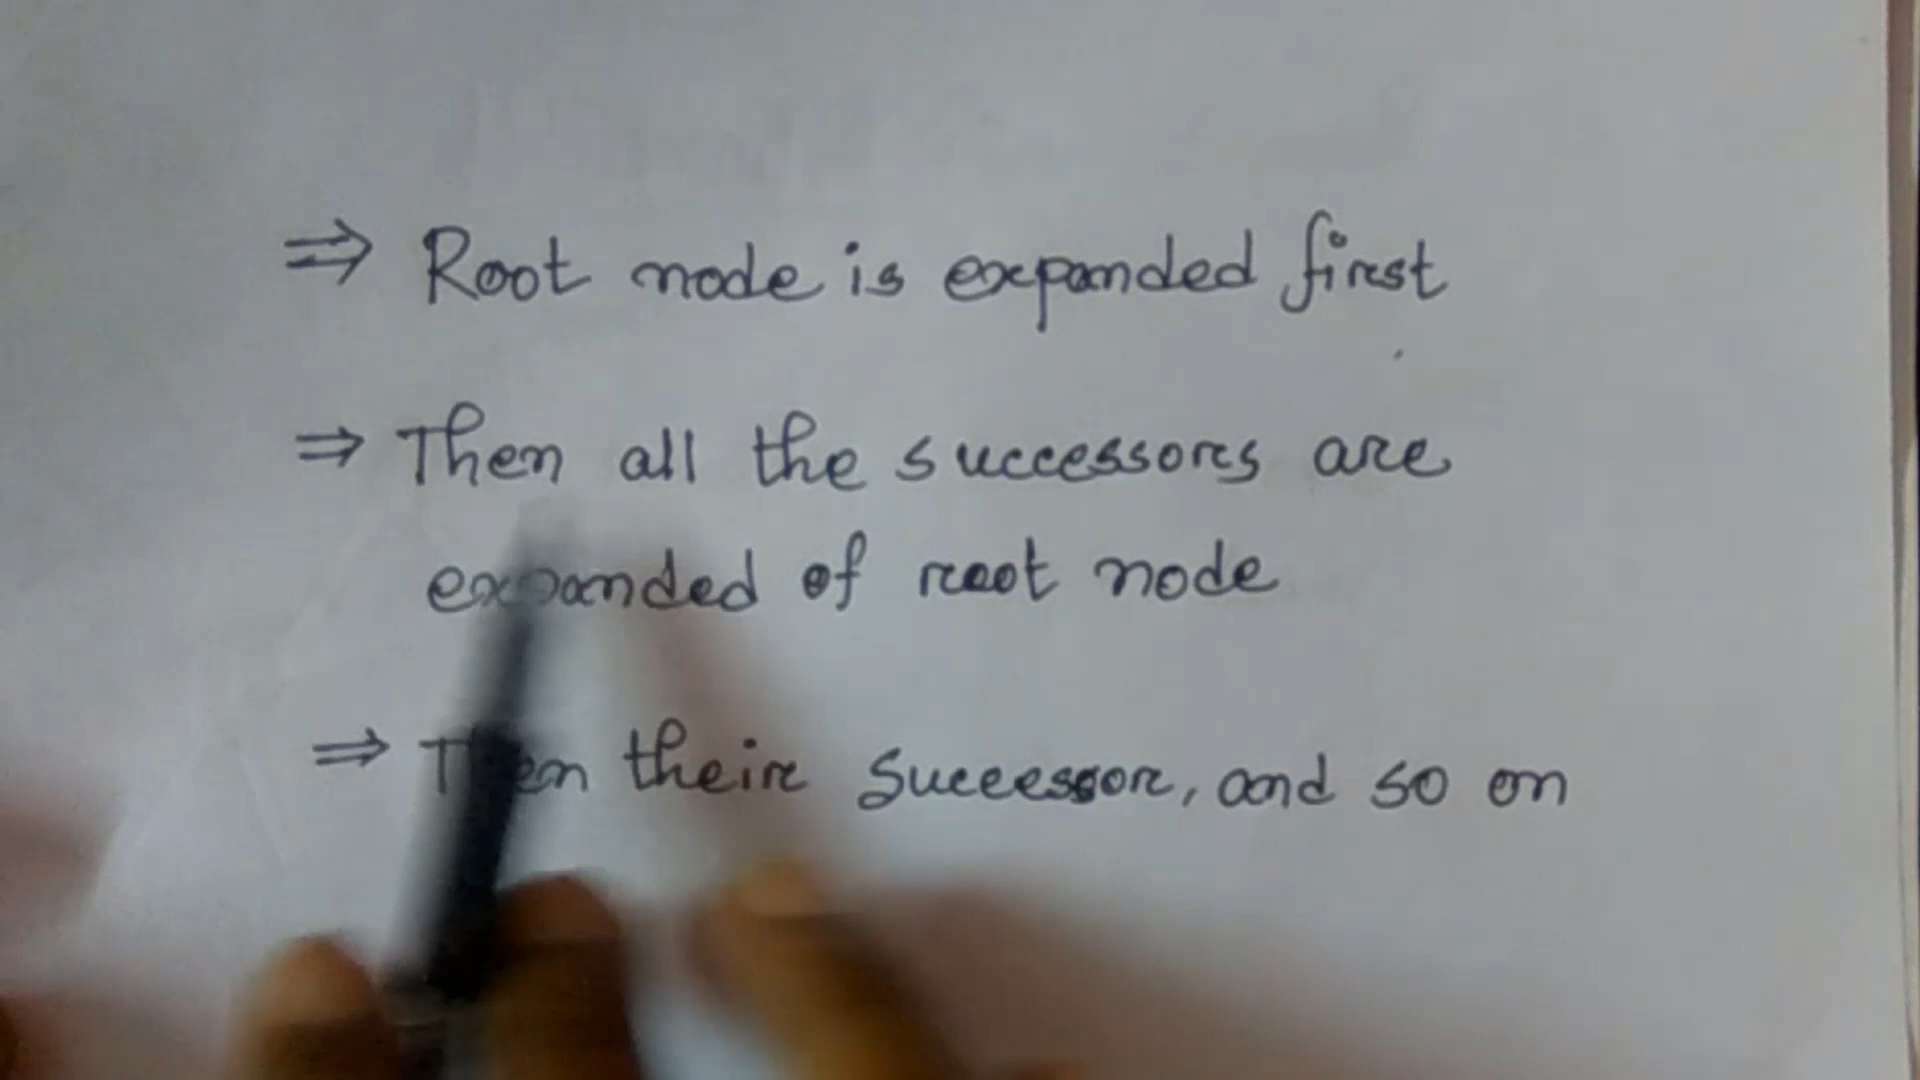 ⇒ Root node is expanded first
⇒ Then all the successors are
expanded of root node
⇒ Then their successor, and so on